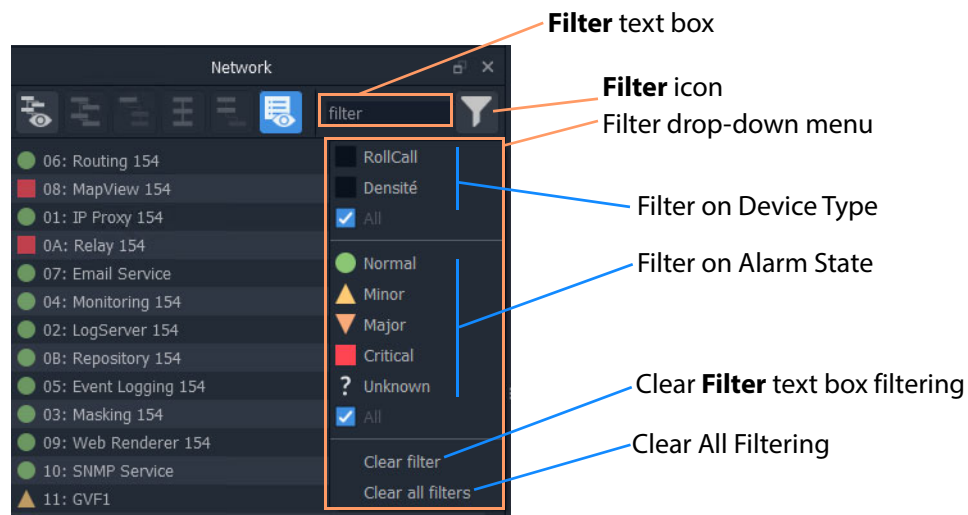 Filter text box
Network
Filter icon
filter
Filter drop-down menu
06: Routing 154
RollCall
08: MapView 154
Densité
Filter on Device Type
01: IP Proxy 154
All
0A: Relay 154
07: Email Service
Normal
Filter on Alarm State
04: Monitoring 154
Minor
02: LogServer 154
Major
0B: Repository 154
Critical
05: Event Logging 154
? Unknown
Clear Filter text box filtering
03: Masking 154
All
09: Web Renderer 154
Clear All Filtering
10: SNMP Service
Clear filter
11: GVF1
Clear all filters